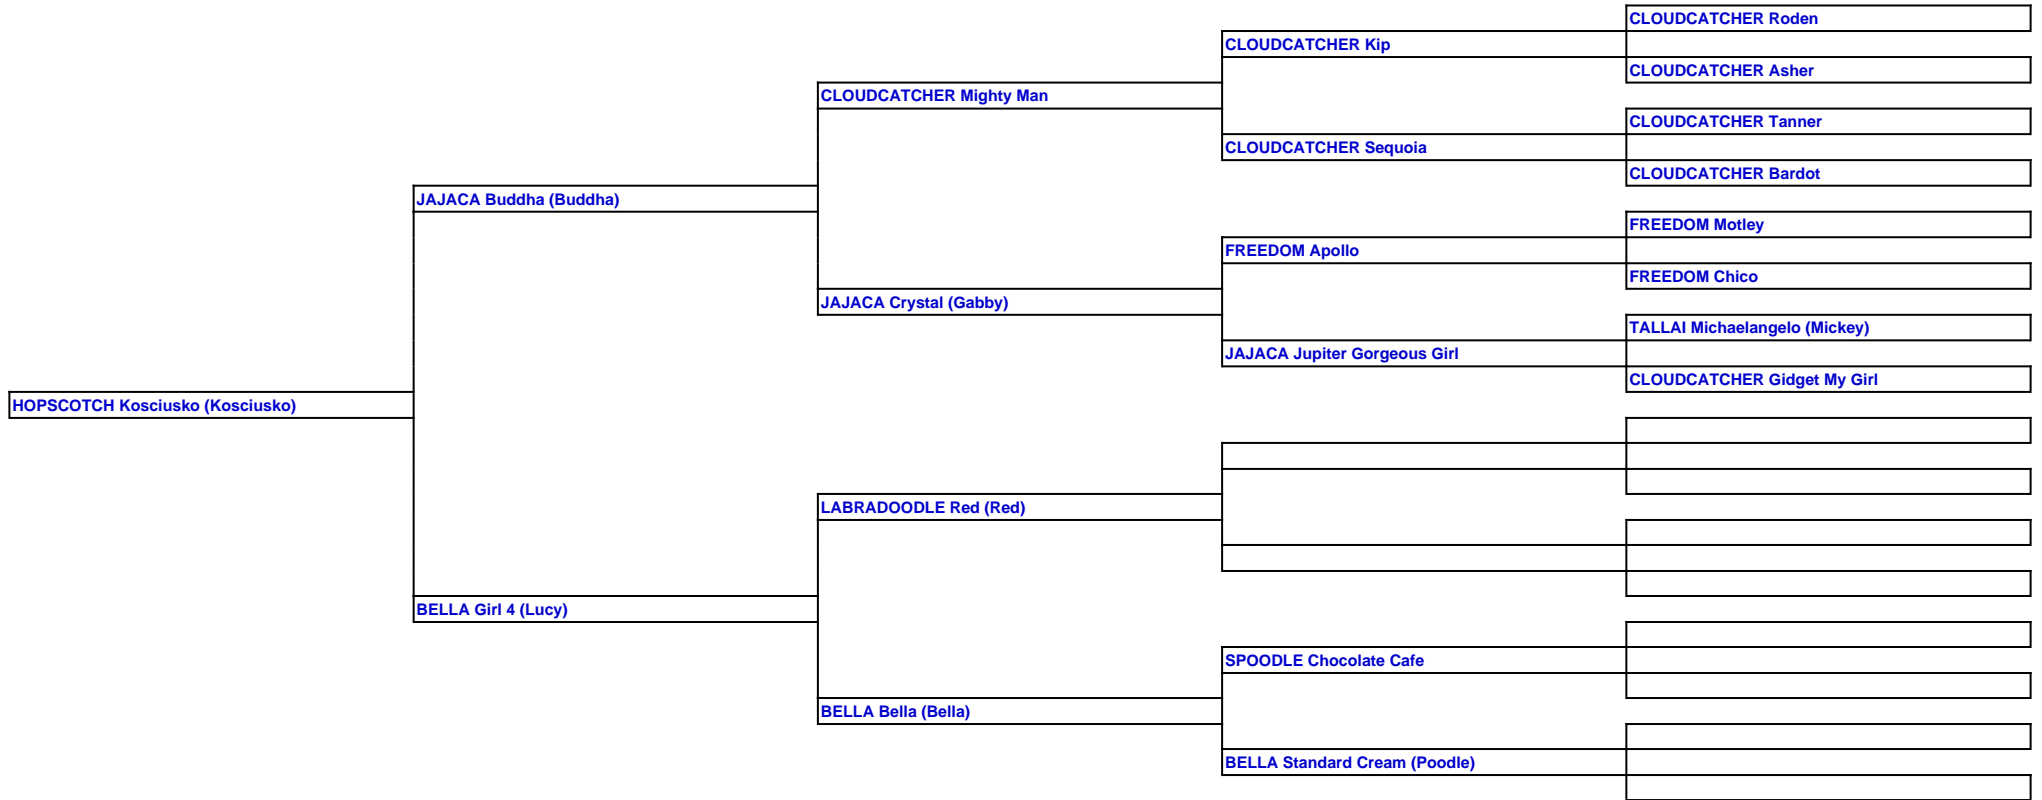 CLOUDCATCHER Roden
CLOUDCATCHER Kip
CLOUDCATCHER Asher
CLOUDCATCHER Mighty Man
CLOUDCATCHER Tanner
CLOUDCATCHER Sequoia
CLOUDCATCHER Bardot
JAJACA Buddha (Buddha)
FREEDOM Motley
FREEDOM Apollo
FREEDOM Chico
JAJACA Crystal (Gabby)
TALLAI Michaelangelo (Mickey)
JAJACA Jupiter Gorgeous Girl
CLOUDCATCHER Gidget My Girl
HOPSCOTCH Kosciusko (Kosciusko)
LABRADOODLE Red (Red)
BELLA Girl 4 (Lucy)
SPOODLE Chocolate Cafe
BELLA Bella (Bella)
BELLA Standard Cream (Poodle)